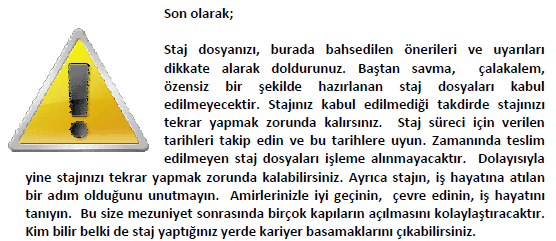 Son olarak;
Staj dosyanızı, burada bahsedilen önerileri ve uyarıları
dikkate alarak doldurunuz. Baştan savma, çalakalem,
özensiz bir şekilde hazırlanan staj dosyaları kabul
edilmeyecektir. Stajınız kabul edilmediği takdirde stajınızı
tekrar yapmak zorunda kalırsınız. Staj süreci için verilen
tarihleri takip edin ve bu tarihlere uyun. Zamanında teslim
edilmeyen staj dosyaları işleme alınmayacaktır. Dolayısıyla
yine stajınızı tekrar yapmak zorunda kalabilirsiniz. Ayrıca stajın, iş hayatına atılan
bir adım olduğunu unutmayın. Amirlerinizle iyi geçinin, çevre edinin, iş hayatını
tanıyın. Bu size mezuniyet sonrasında birçok kapıların açılmasını kolaylaştıracaktır.
Kim bilir belki de staj yaptığınız yerde kariyer basamaklarını çıkabilirsiniz.